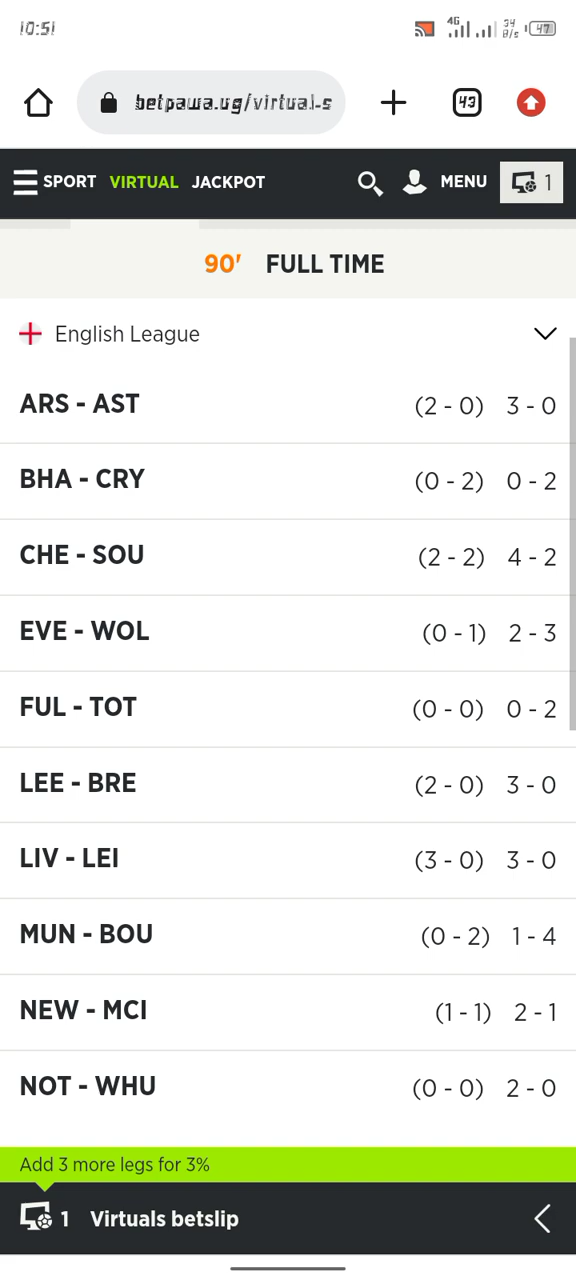 10:51 4G 34 B/s 47
betpawa.ug/virtual-s 43
SPORT VIRTUAL JACKPOT MENU 1
90' FULL TIME
English League
ARS - AST (2 - 0) 3 - 0
BHA - CRY (0 - 2) 0 - 2
CHE - SOU (2 - 2) 4 - 2
EVE - WOL (0 - 1) 2 - 3
FUL - TOT (0 - 0) 0 - 2
LEE - BRE (2 - 0) 3 - 0
LIV - LEI (3 - 0) 3 - 0
MUN - BOU (0 - 2) 1 - 4
NEW - MCI (1 - 1) 2 - 1
NOT - WHU (0 - 0) 2 - 0
Add 3 more legs for 3%
1 Virtuals betslip